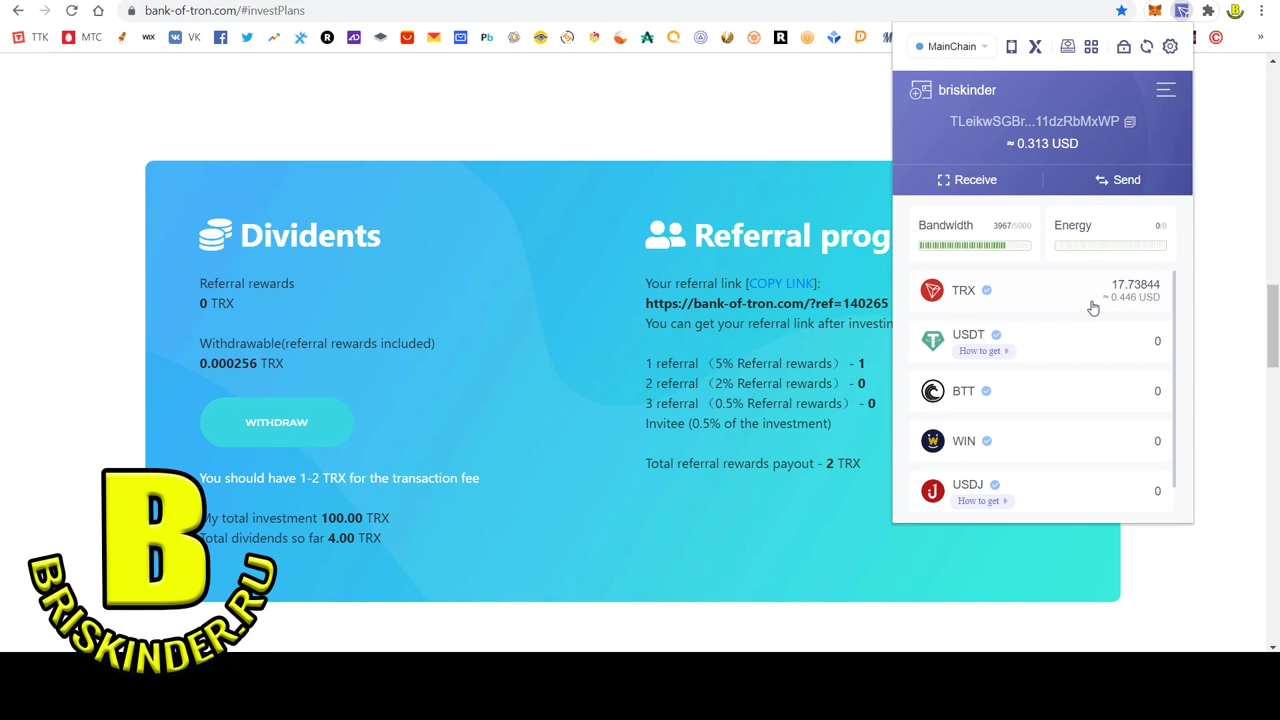 bank-of-tron.com/#investPlans
ТТК
МТС
WIX
VK
MainChain
briskinder
TLeikwSGBr...11dzRbMxWP
≈ 0.313 USD
Receive
Send
Bandwidth 3967/5000
Energy 0/0
TRX
17.73844
≈ 0.446 USD
USDT
How to get
0
BTT
0
WIN
0
USDJ
How to get
0
Dividends
Referral rewards
0 TRX
Withdrawable(referral rewards included)
0.000256 TRX
WITHDRAW
You should have 1-2 TRX for the transaction fee
My total investment 100.00 TRX
Total dividends so far 4.00 TRX
Referral prog
Your referral link [COPY LINK]:
https://bank-of-tron.com/?ref=140265
You can get your referral link after investin
1 referral （5% Referral rewards） - 1
2 referral （2% Referral rewards） - 0
3 referral （0.5% Referral rewards） - 0
Invitee (0.5% of the investment)
Total referral rewards payout - 2 TRX
B
BRISKINDER.RU